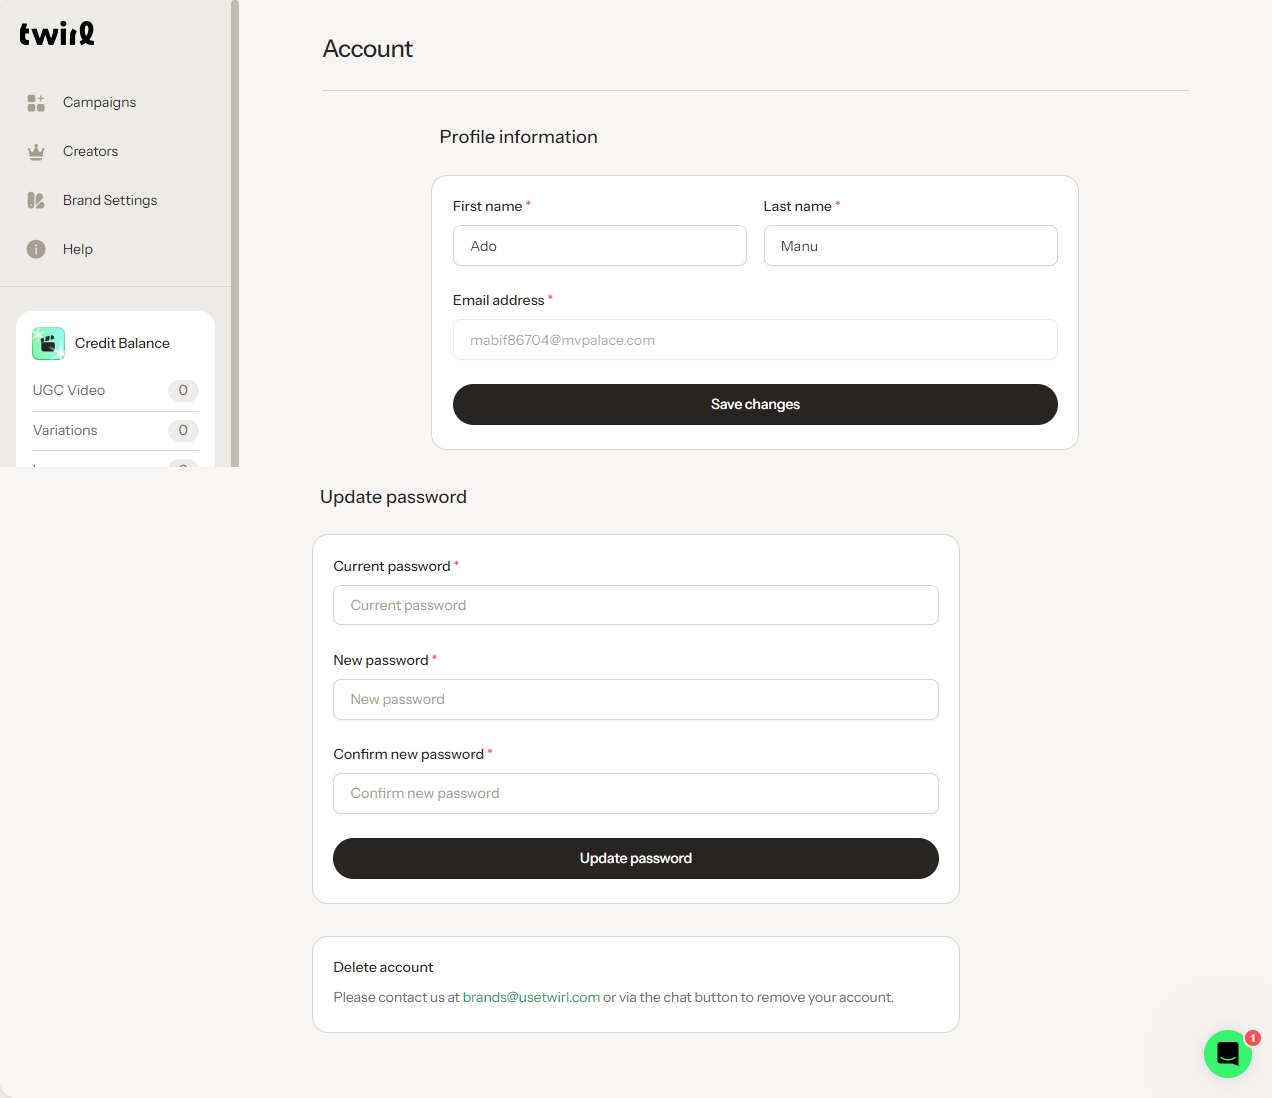 twirl
Campaigns
Creators
Brand Settings
Help
Credit Balance
UGC Video 0
Variations 0
Account
Profile information
First name *
Last name *
Ado
Manu
Email address *
mabif86704@mvpalace.com
Save changes
Update password
Current password *
Current password
New password *
New password
Confirm new password *
Confirm new password
Update password
Delete account
Please contact us at brands@usetwirl.com or via the chat button to remove your account.
1